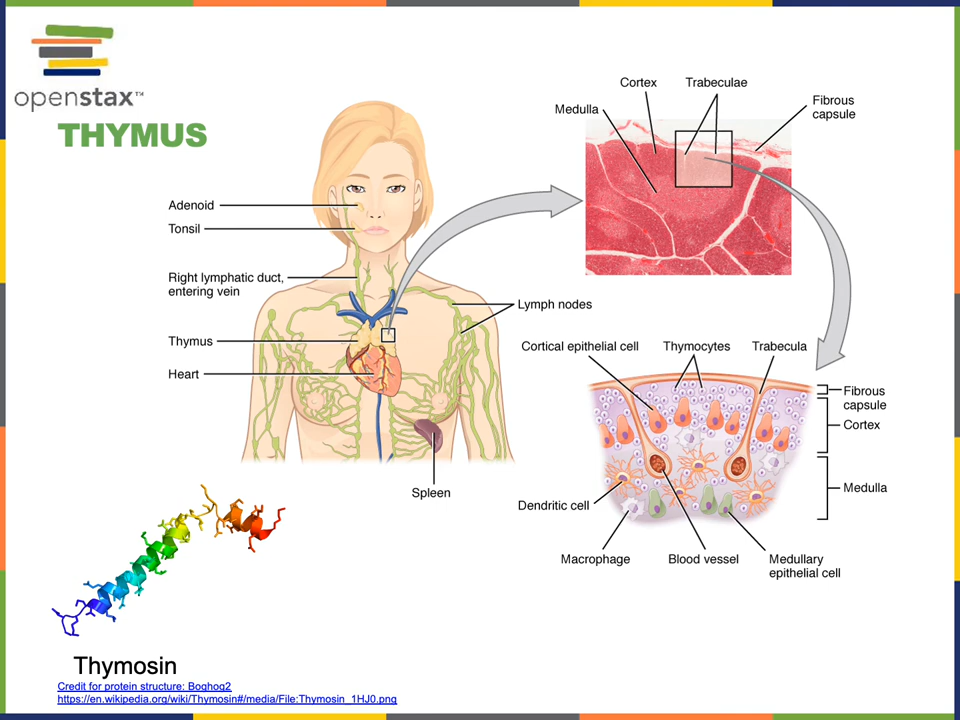 openstax™
THYMUS
Adenoid
Tonsil
Right lymphatic duct,
entering vein
Thymus
Heart
Lymph nodes
Spleen
Cortex
Trabeculae
Medulla
Fibrous
capsule
Cortical epithelial cell
Thymocytes
Trabecula
Fibrous
capsule
Cortex
Medulla
Dendritic cell
Macrophage
Blood vessel
Medullary
epithelial cell
Thymosin
Credit for protein structure: Boghog2
https://en.wikipedia.org/wiki/Thymosin#/media/File:Thymosin_1HJ0.png